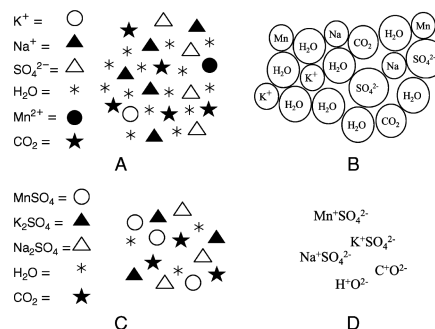 K⁺ =
Na⁺ =
SO₄²⁻ =
H₂O =
Mn²⁺ =
CO₂ =
A
Mn
H₂O
Na
CO₂
H₂O
Mn
H₂O
K⁺
H₂O
Na
SO₄²⁻
SO₄²⁻
K⁺
H₂O
H₂O
H₂O
H₂O
CO₂
B
MnSO₄ =
K₂SO₄ =
Na₂SO₄ =
H₂O =
CO₂ =
C
Mn⁺SO₄²⁻
K⁺SO₄²⁻
Na⁺SO₄²⁻
C⁺O²⁻
H⁺O²⁻
D